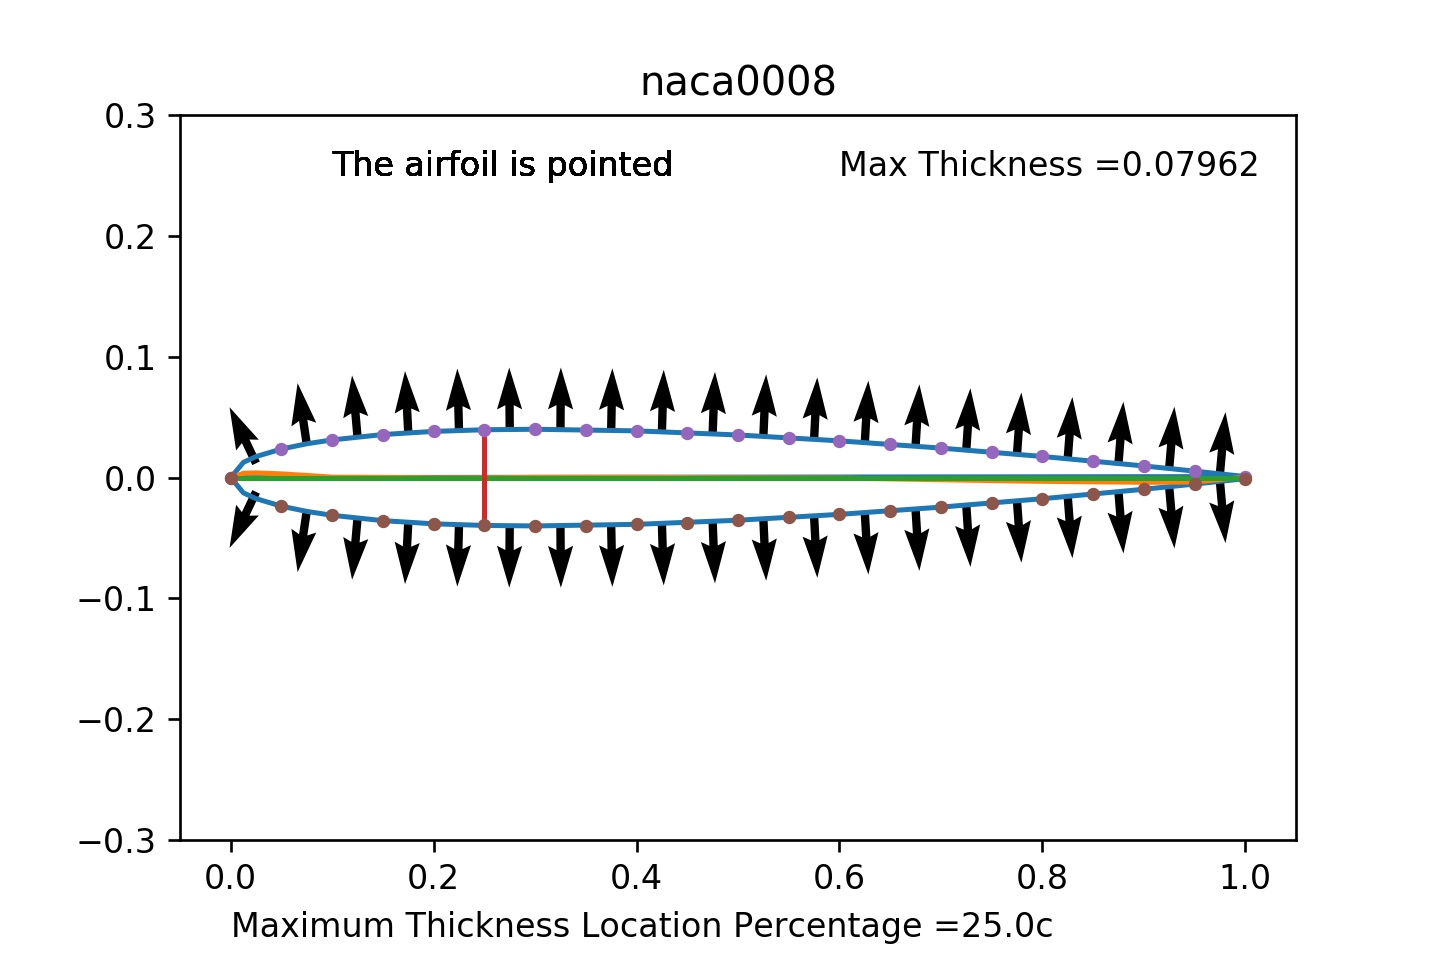 naca0008
0.3
The airfoil is pointed
Max Thickness =0.07962
0.2
0.1
0.0
−0.1
−0.2
−0.3
0.0 0.2 0.4 0.6 0.8 1.0
Maximum Thickness Location Percentage =25.0c